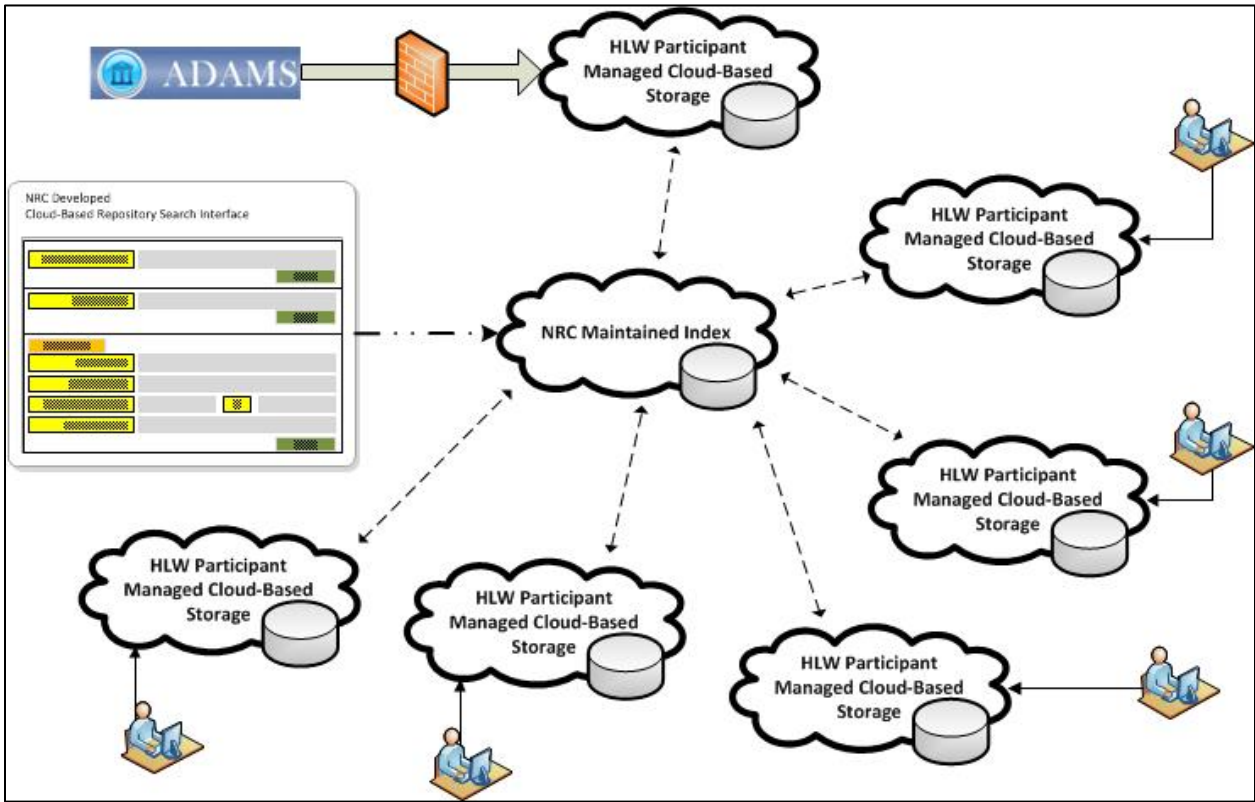 ADAMS
HLW Participant
Managed Cloud-Based
Storage
NRC Developed
Cloud-Based Repository Search Interface
HLW Participant
Managed Cloud-Based
Storage
NRC Maintained Index
HLW Participant
Managed Cloud-Based
Storage
HLW Participant
Managed Cloud-Based
Storage
HLW Participant
Managed Cloud-Based
Storage
HLW Participant
Managed Cloud-Based
Storage